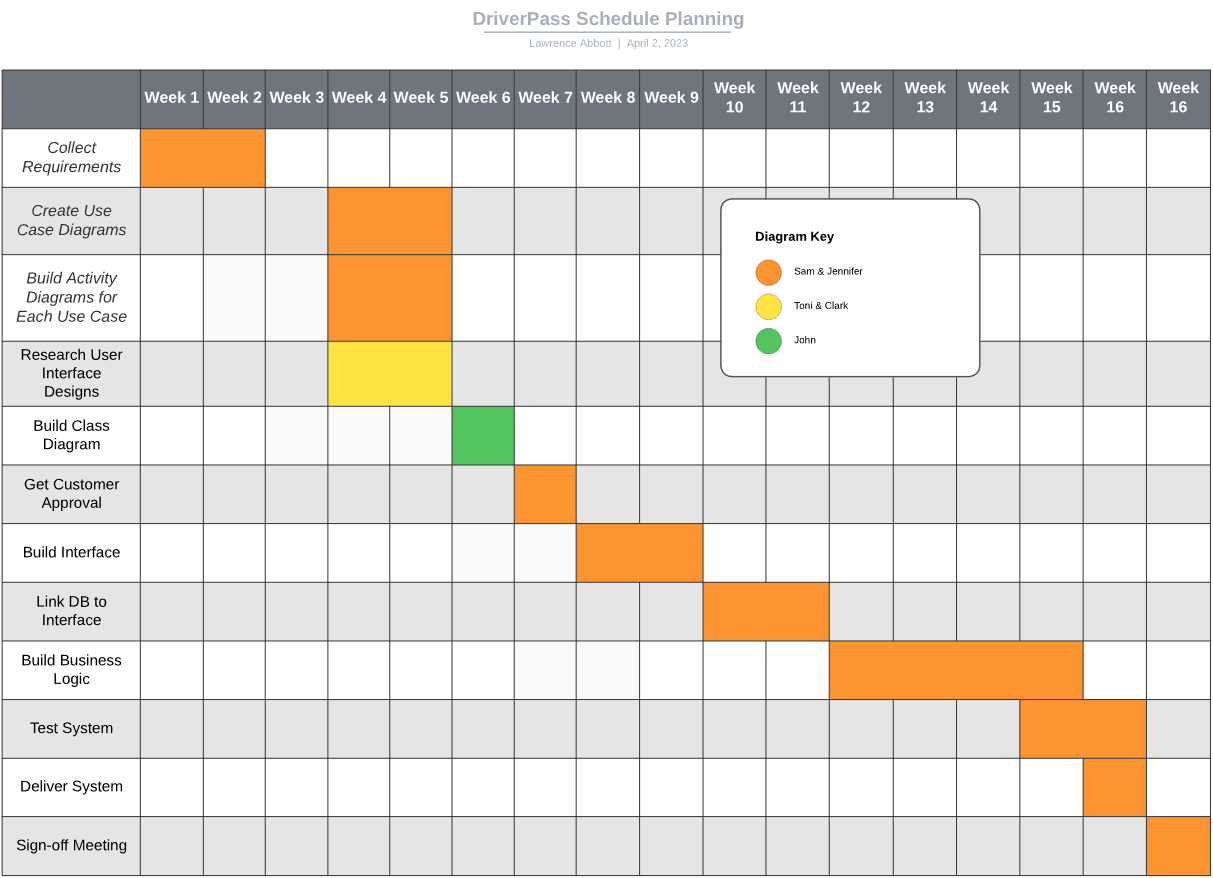 DriverPass Schedule Planning
Lawrence Abbott | April 2, 2023
Week 1 Week 2 Week 3 Week 4 Week 5 Week 6 Week 7 Week 8 Week 9 Week 10 Week 11 Week 12 Week 13 Week 14 Week 15 Week 16 Week 16
Collect
Requirements
Create Use
Case Diagrams
Build Activity
Diagrams for
Each Use Case
Research User
Interface
Designs
Build Class
Diagram
Get Customer
Approval
Build Interface
Link DB to
Interface
Build Business
Logic
Test System
Deliver System
Sign-off Meeting
Diagram Key
Sam & Jennifer
Toni & Clark
John